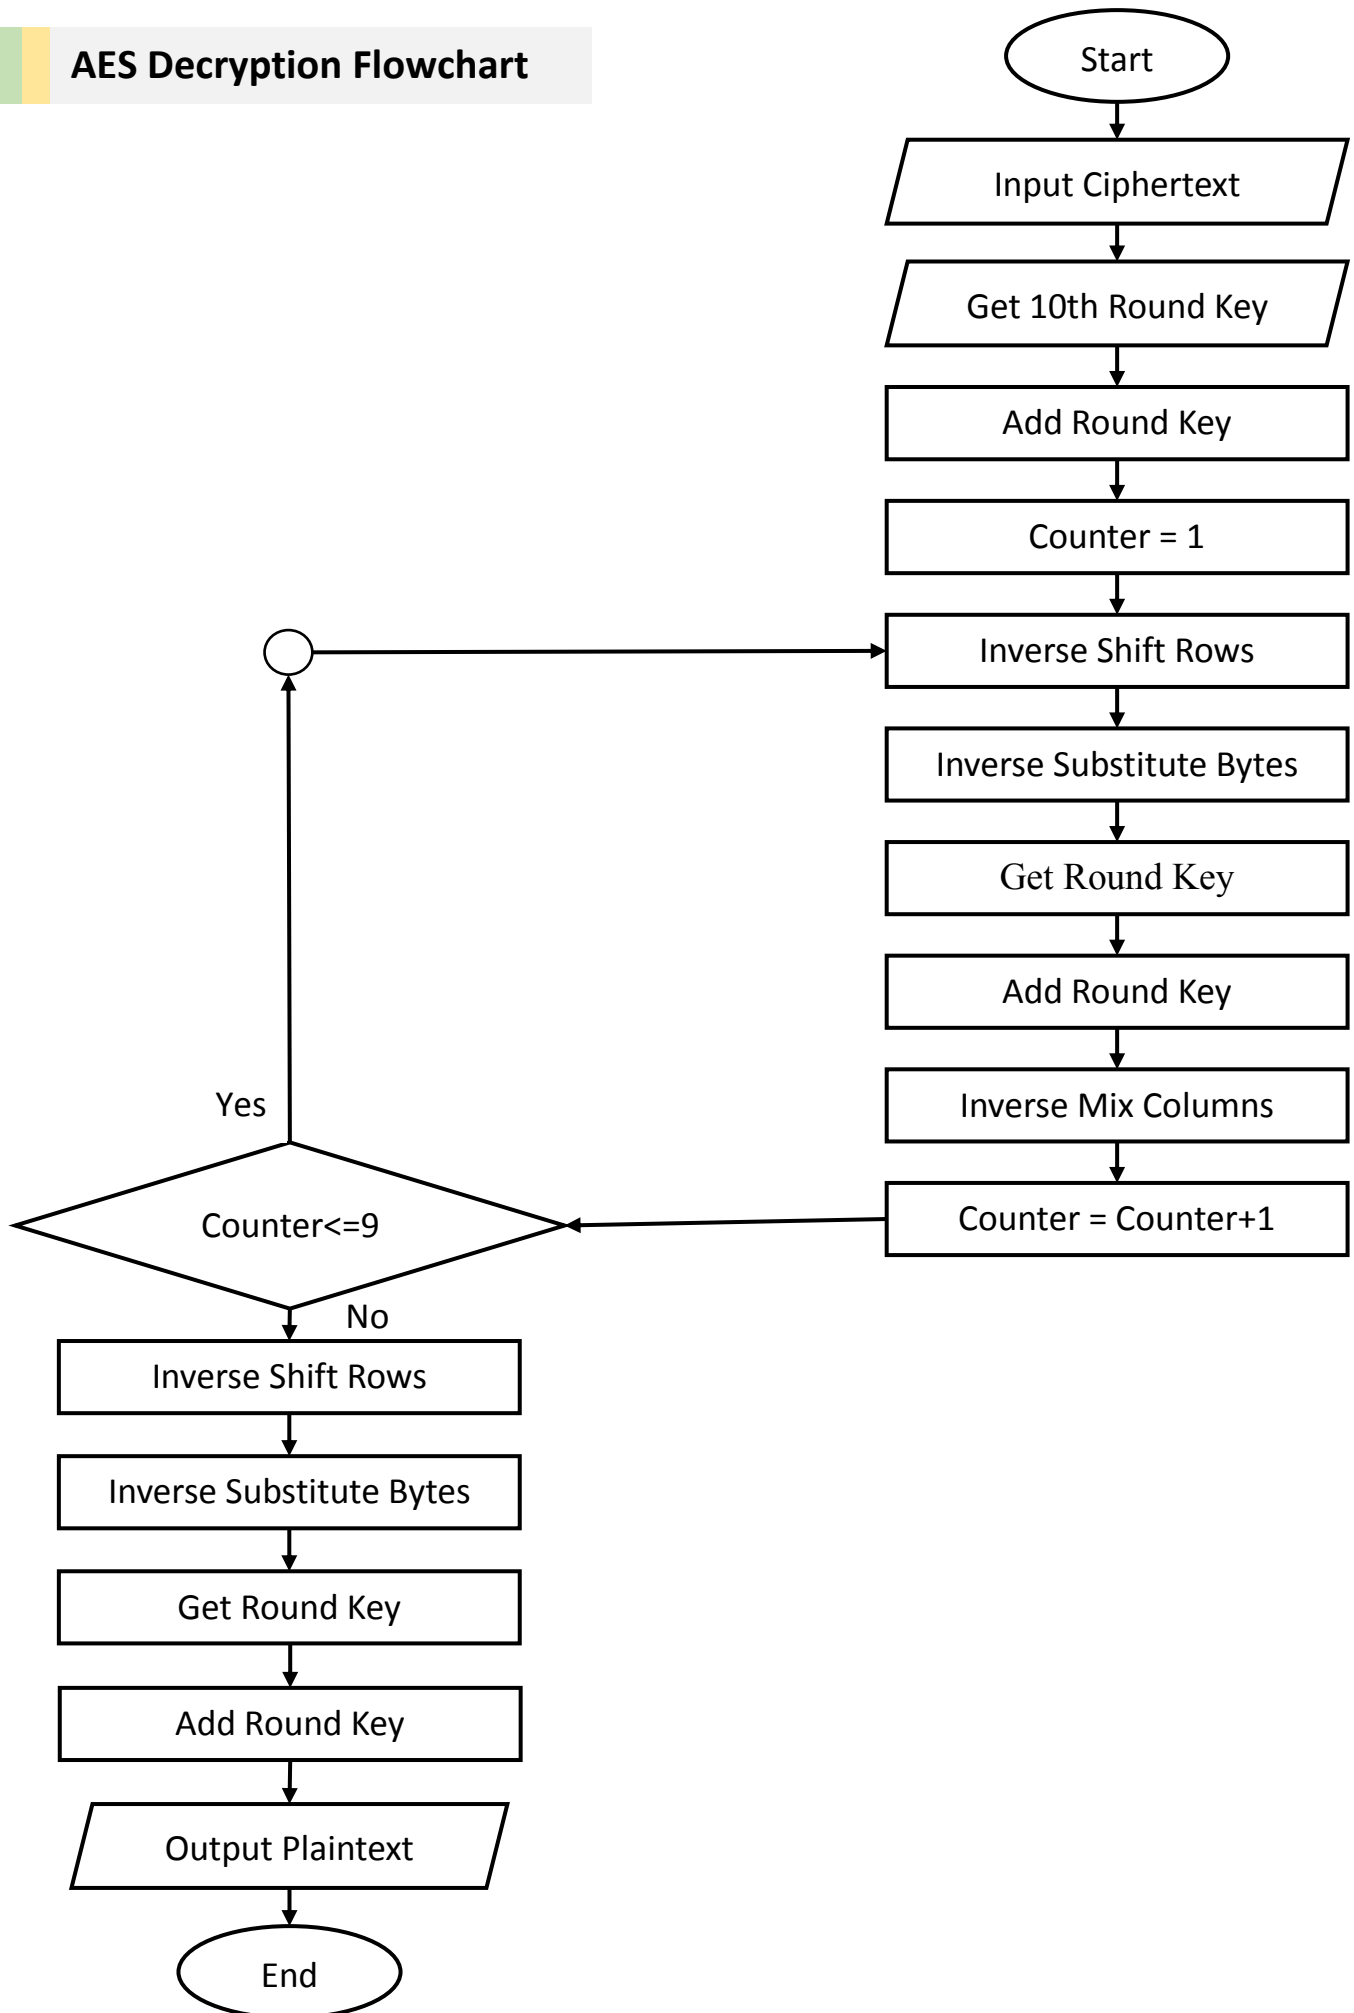 AES Decryption Flowchart
Start
Input Ciphertext
Get 10th Round Key
Add Round Key
Counter = 1
Inverse Shift Rows
Inverse Substitute Bytes
Get Round Key
Add Round Key
Inverse Mix Columns
Counter = Counter+1
Yes
Counter<=9
No
Inverse Shift Rows
Inverse Substitute Bytes
Get Round Key
Add Round Key
Output Plaintext
End